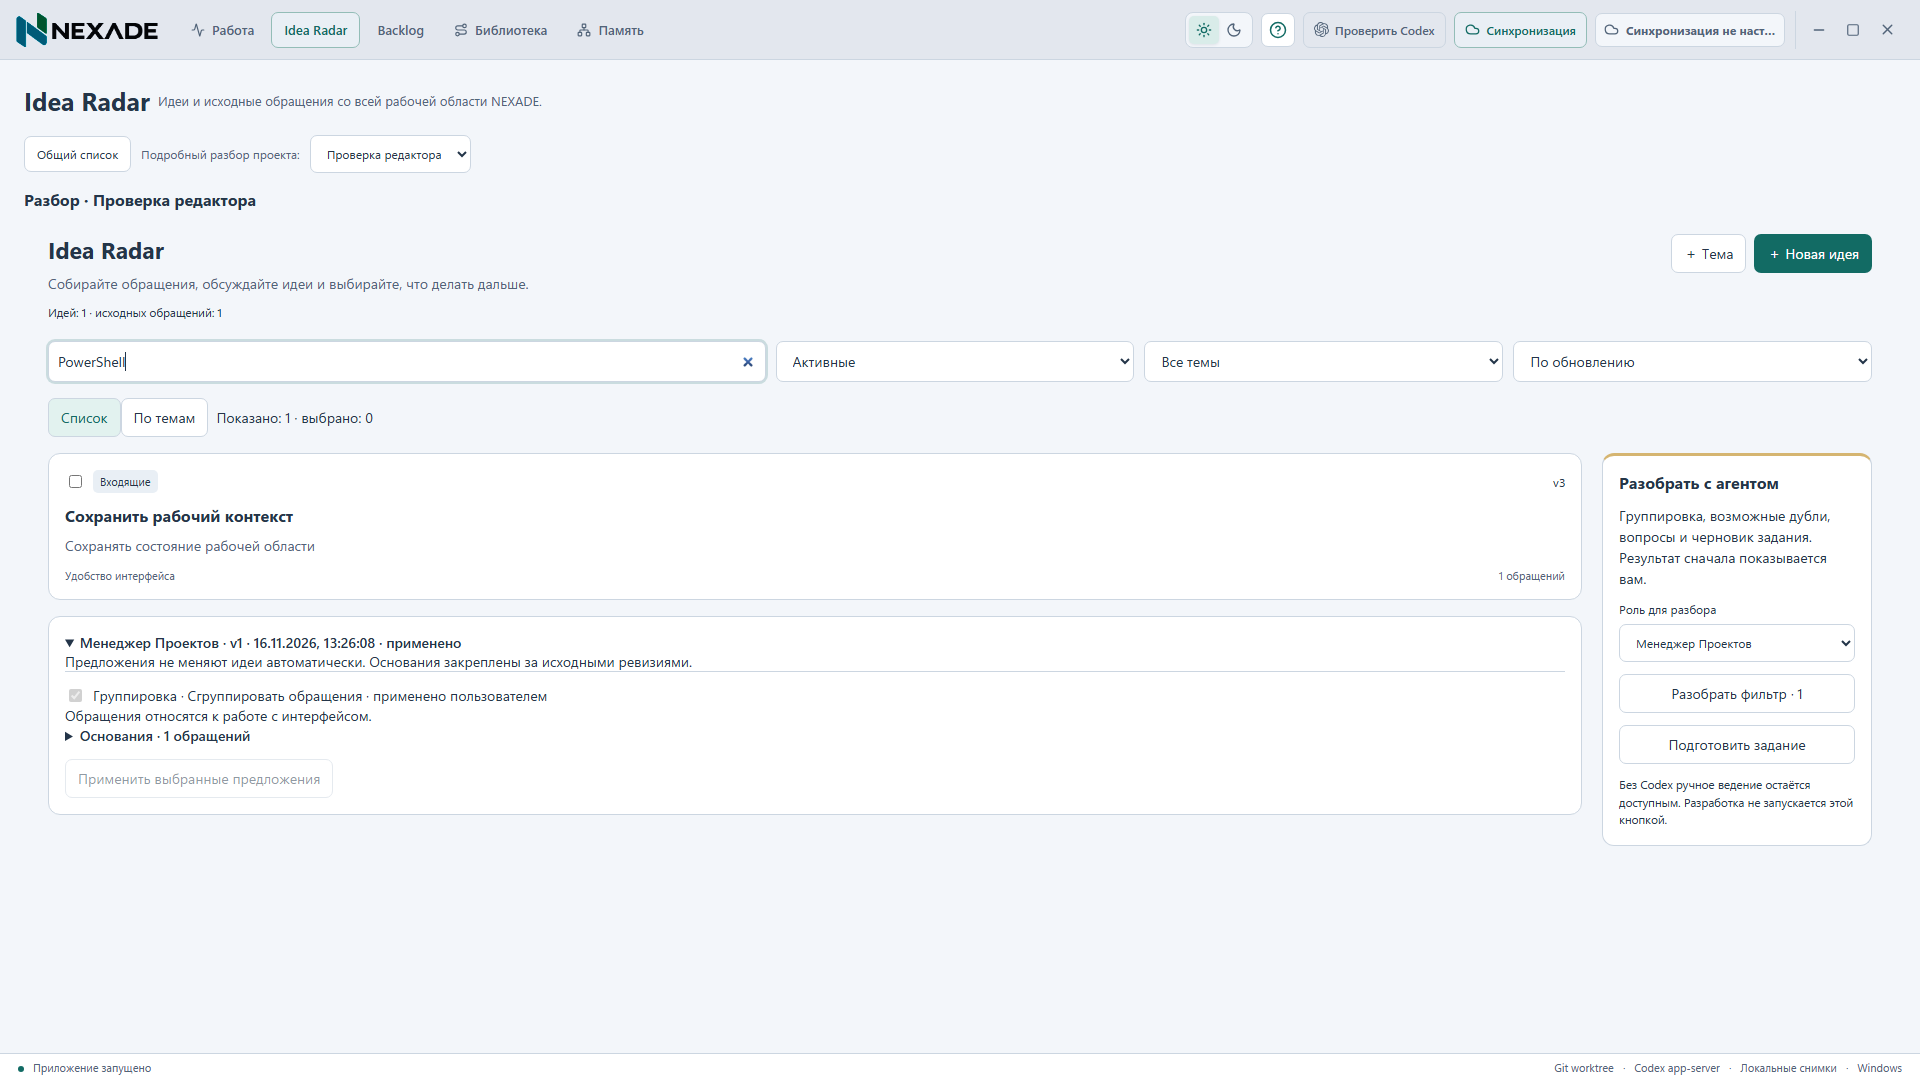 NEXADE
Работа
Idea Radar
Backlog
Библиотека
Память
Проверить Codex
Синхронизация
Синхронизация не наст...
Idea Radar
Идеи и исходные обращения со всей рабочей области NEXADE.
Общий список
Подробный разбор проекта:
Проверка редактора
Разбор · Проверка редактора
Idea Radar
Собирайте обращения, обсуждайте идеи и выбирайте, что делать дальше.
Идей: 1 · исходных обращений: 1
+ Тема
+ Новая идея
PowerShell
Активные
Все темы
По обновлению
Список
По темам
Показано: 1 · выбрано: 0
Входящие
v3
Сохранить рабочий контекст
Сохранять состояние рабочей области
Удобство интерфейса
1 обращений
Менеджер Проектов · v1 · 16.11.2026, 13:26:08 · применено
Предложения не меняют идеи автоматически. Основания закреплены за исходными ревизиями.
Группировка · Сгруппировать обращения · применено пользователем
Обращения относятся к работе с интерфейсом.
Основания · 1 обращений
Применить выбранные предложения
Разобрать с агентом
Группировка, возможные дубли,
вопросы и черновик задания.
Результат сначала показывается
вам.
Роль для разбора
Менеджер Проектов
Разобрать фильтр · 1
Подготовить задание
Без Codex ручное ведение остаётся
доступным. Разработка не запускается этой
кнопкой.
Приложение запущено
Git worktree · Codex app-server · Локальные снимки · Windows